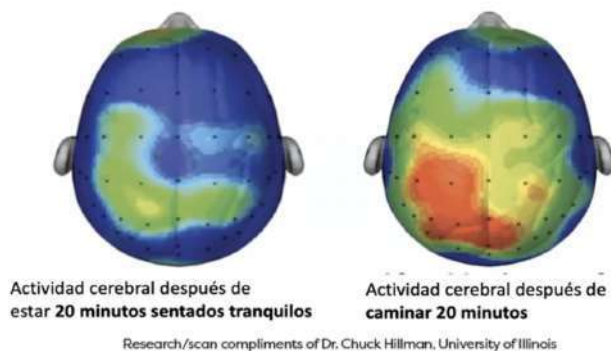 Actividad cerebral después de
estar 20 minutos sentados tranquilos
Actividad cerebral después de
caminar 20 minutos
Research/scan compliments of Dr. Chuck Hillman, University of Illinois